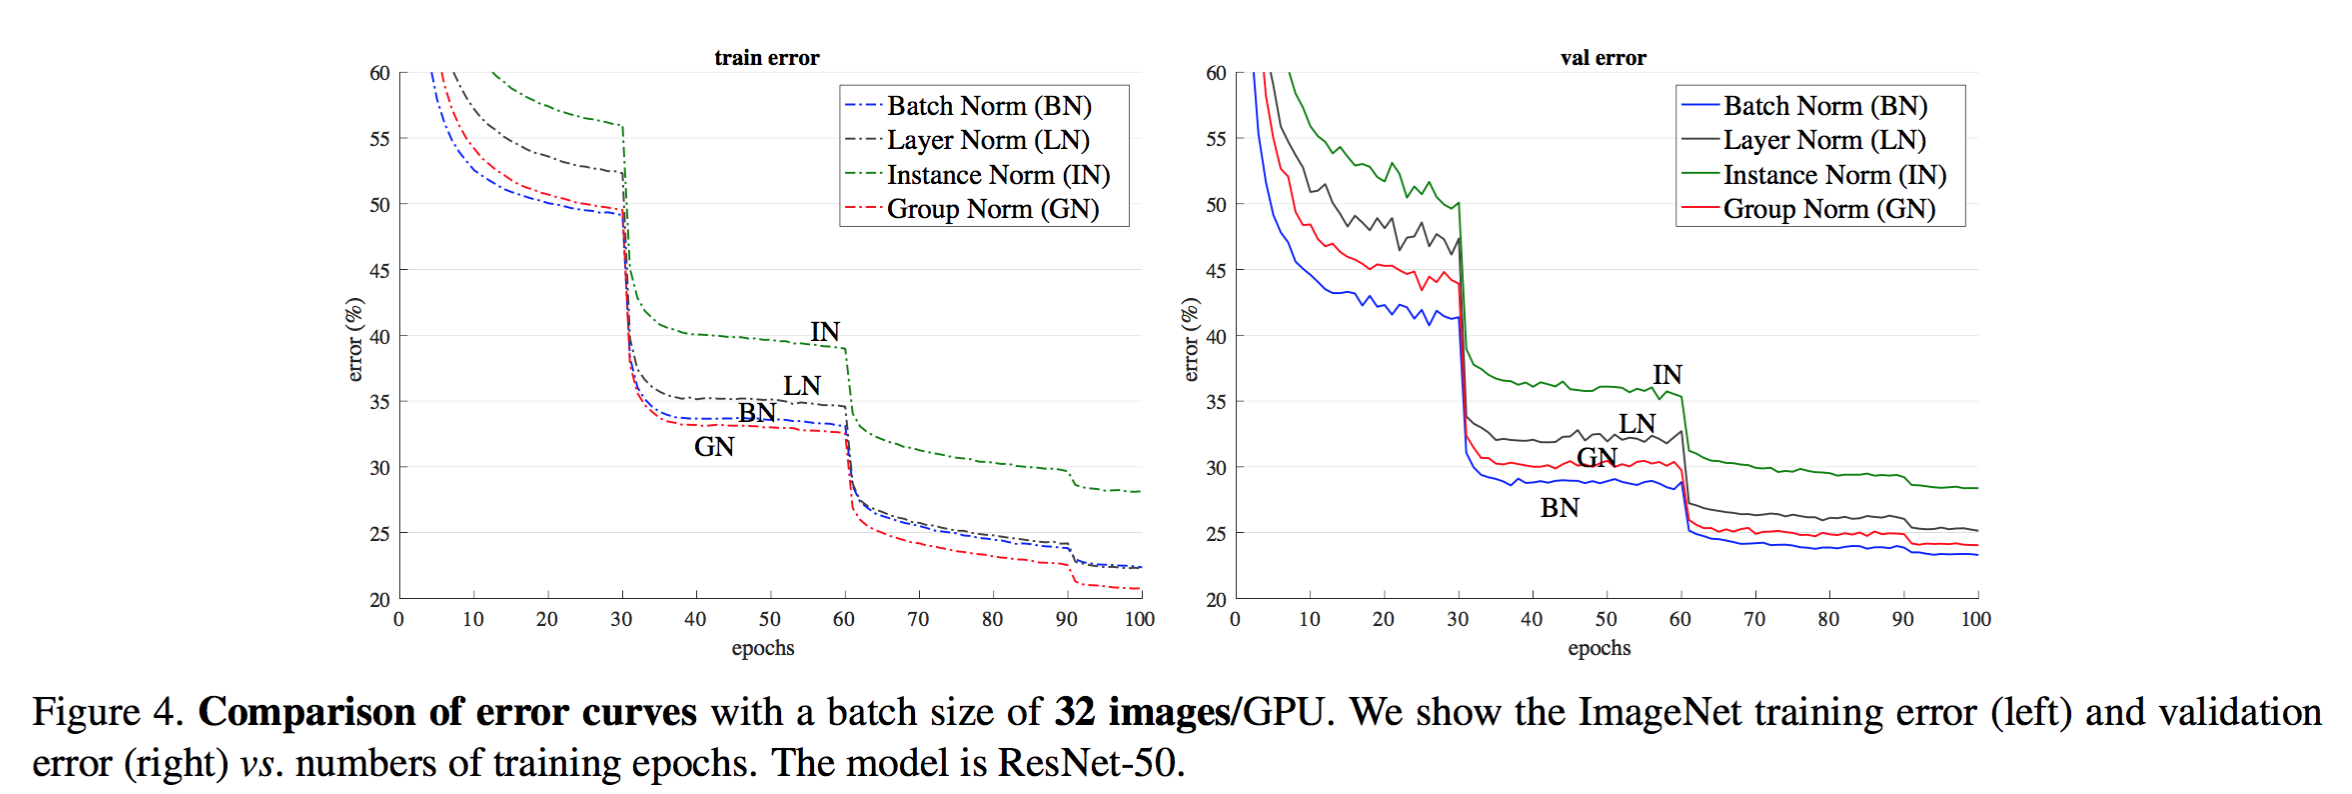 train error
60
55
50
45
40
35
30
25
20
error (%)
Batch Norm (BN)
Layer Norm (LN)
Instance Norm (IN)
Group Norm (GN)
IN
LN
BN
GN
0 10 20 30 40 50 60 70 80 90 100
epochs
val error
60
55
50
45
40
35
30
25
20
error (%)
Batch Norm (BN)
Layer Norm (LN)
Instance Norm (IN)
Group Norm (GN)
IN
LN
GN
BN
0 10 20 30 40 50 60 70 80 90 100
epochs
Figure 4. Comparison of error curves with a batch size of 32 images/GPU. We show the ImageNet training error (left) and validation
error (right) vs. numbers of training epochs. The model is ResNet-50.